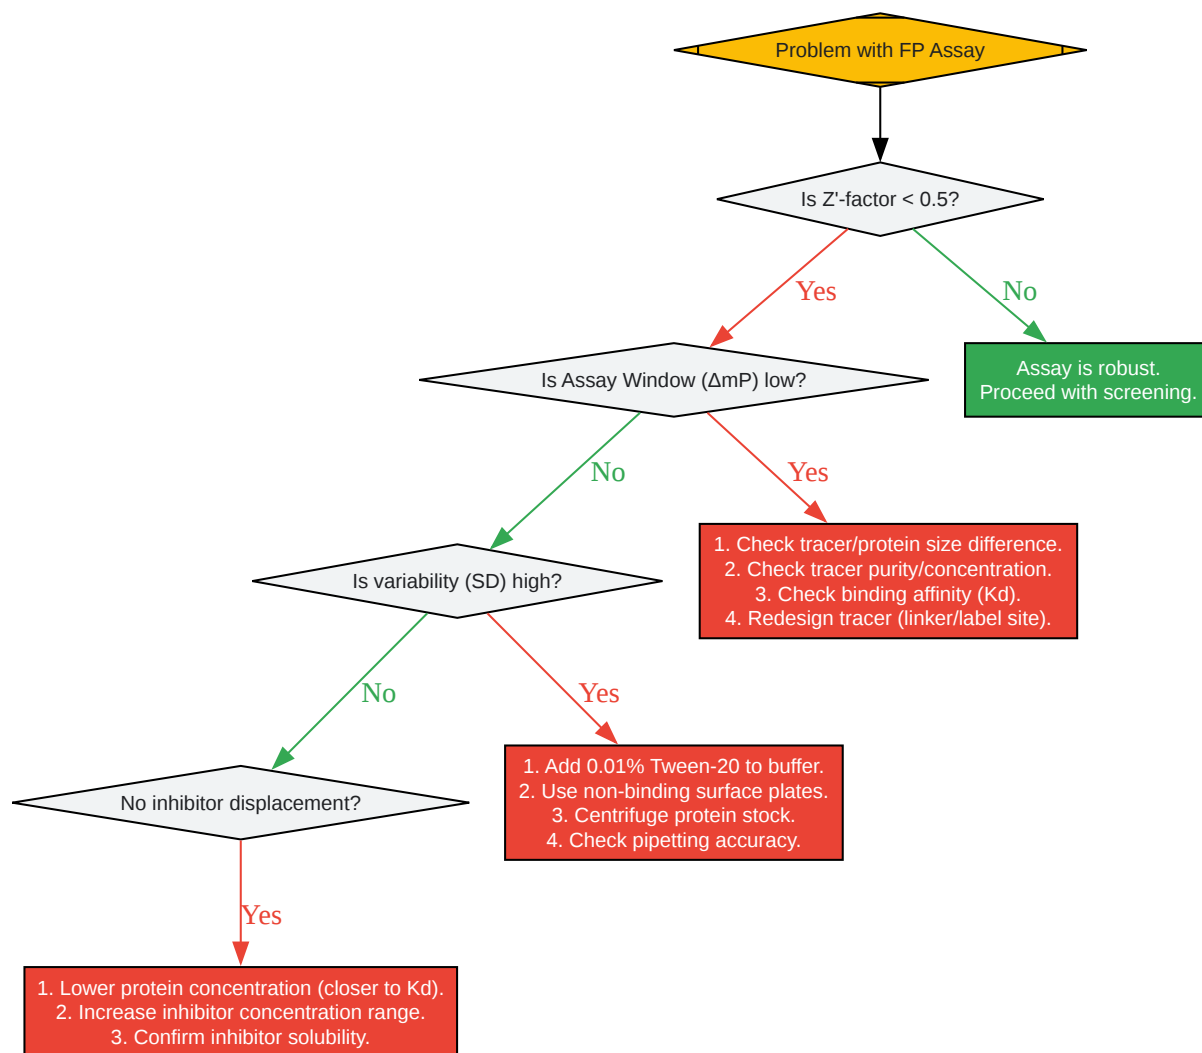 Problem with FP Assay
Is Z'-factor < 0.5?
Yes
No
Is Assay Window (ΔmP) low?
Assay is robust.
Proceed with screening.
No
Yes
Is variability (SD) high?
1. Check tracer/protein size difference.
2. Check tracer purity/concentration.
3. Check binding affinity (Kd).
4. Redesign tracer (linker/label site).
No
Yes
No inhibitor displacement?
1. Add 0.01% Tween-20 to buffer.
2. Use non-binding surface plates.
3. Centrifuge protein stock.
4. Check pipetting accuracy.
Yes
1. Lower protein concentration (closer to Kd).
2. Increase inhibitor concentration range.
3. Confirm inhibitor solubility.